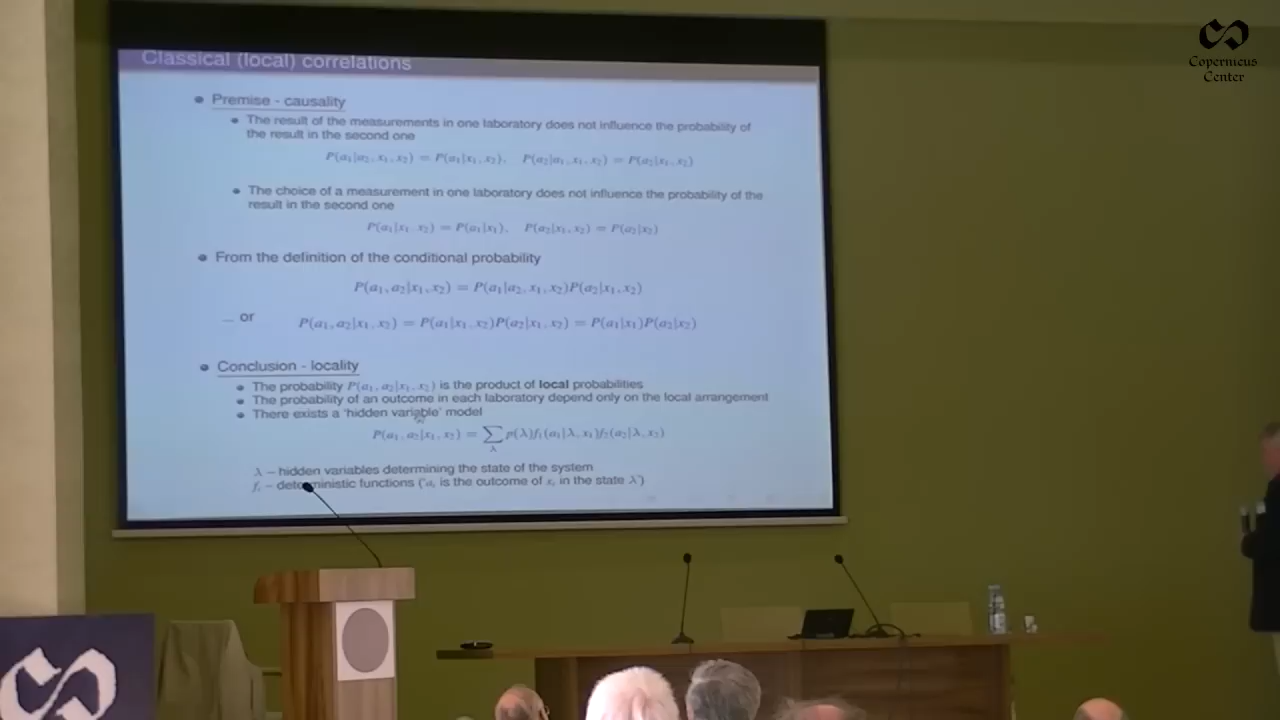 Copernicus
Center
Classical (local) correlations
Premise - causality
The result of the measurements in one laboratory does not influence the probability of
the result in the second one
P(a₁|a₂, x₁, x₂) = P(a₁|x₁, x₂), P(a₂|a₁, x₁, x₂) = P(a₂|x₁, x₂)
The choice of a measurement in one laboratory does not influence the probability of the
result in the second one
P(a₁|x₁, x₂) = P(a₁|x₁), P(a₂|x₁, x₂) = P(a₂|x₂)
From the definition of the conditional probability
P(a₁, a₂|x₁, x₂) = P(a₁|a₂, x₁, x₂)P(a₂|x₁, x₂)
... or P(a₁, a₂|x₁, x₂) = P(a₁|x₁, x₂)P(a₂|x₁, x₂) = P(a₁|x₁)P(a₂|x₂)
Conclusion - locality
The probability P(a₁, a₂|x₁, x₂) is the product of local probabilities
The probability of an outcome in each laboratory depend only on the local arrangement
There exists a 'hidden variable' model
P(a₁, a₂|x₁, x₂) = ∑ p(λ)f₁(a₁|λ, x₁)f₂(a₂|λ, x₂)
λ
λ – hidden variables determining the state of the system
fᵢ – deterministic functions ('aᵢ is the outcome of xᵢ in the state λ')